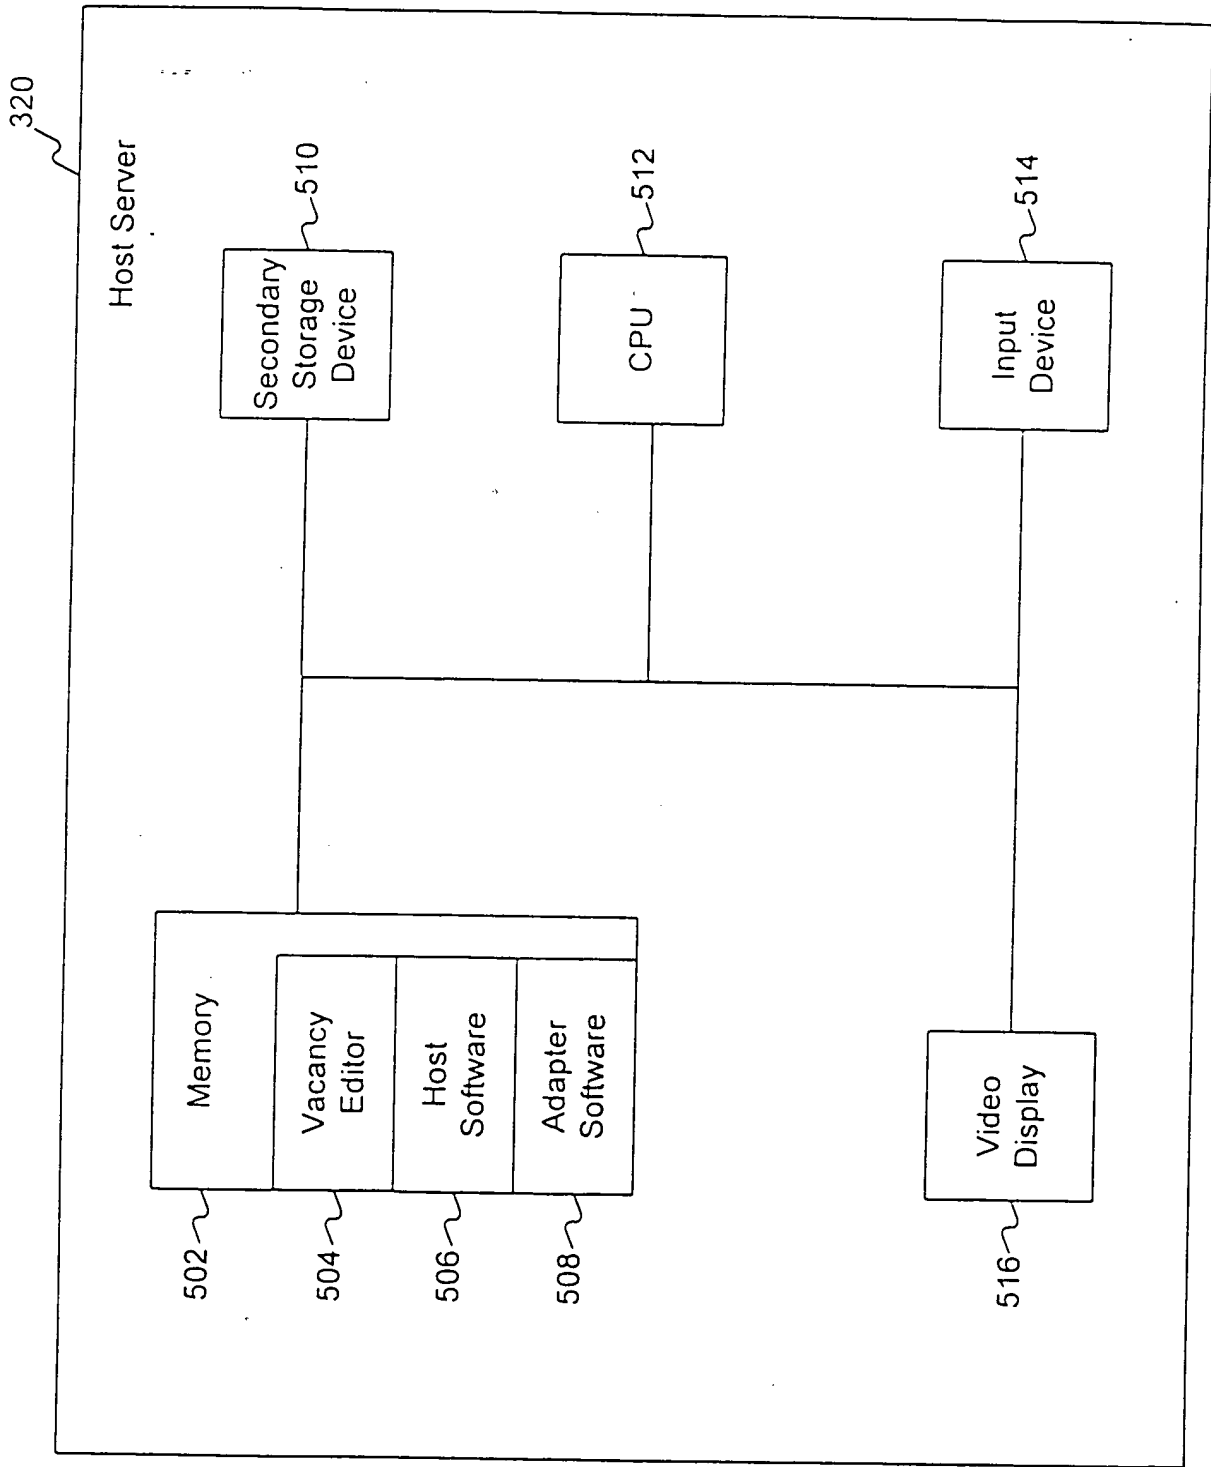 320
Host Server
502
Memory
504
Vacancy
Editor
506
Host
Software
508
Adapter
Software
Secondary
Storage
Device
510
CPU
512
516
Video
Display
Input
Device
514